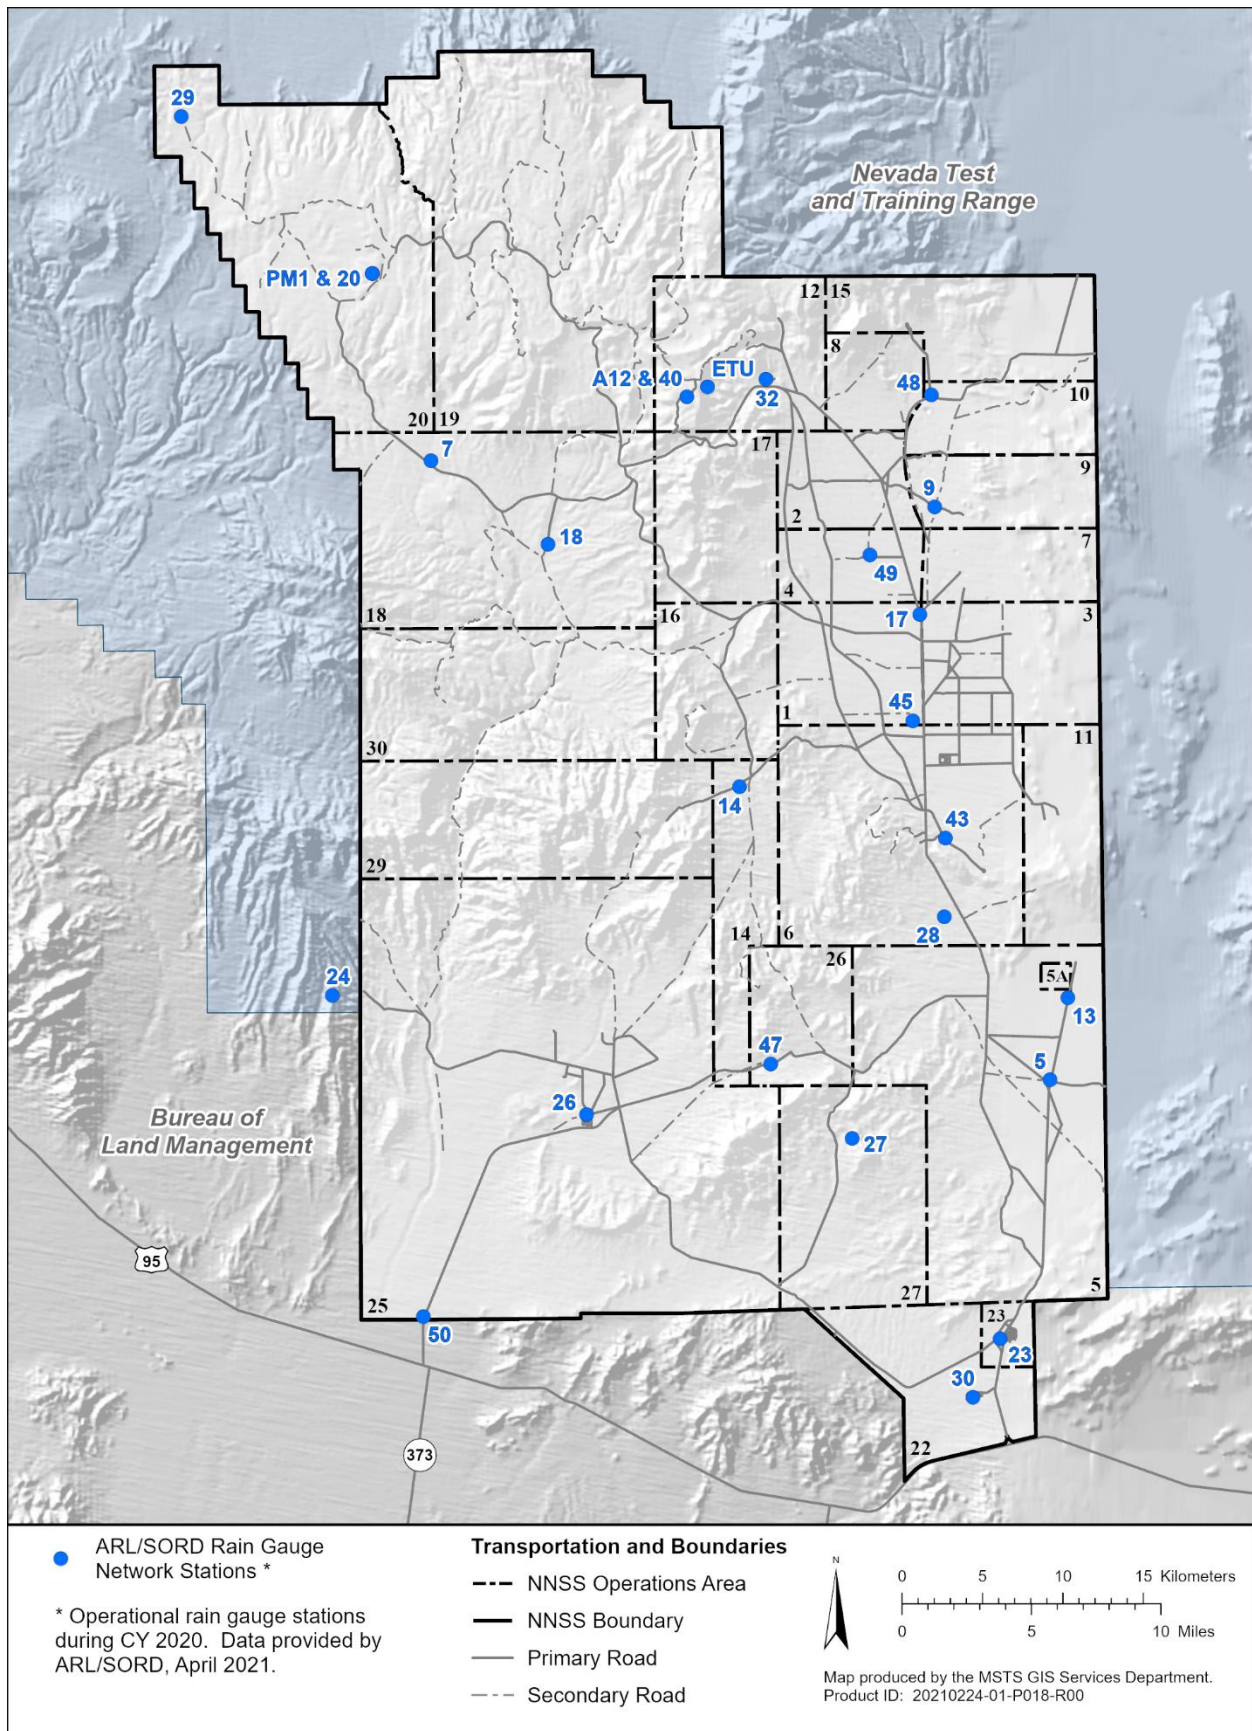 29
Nevada Test
and Training Range
PM1 & 20
12 15
8
A12 & 40
ETU
32
48
10
20 19
17
7
9
9
2
7
18
49
18
16
4
17
3
45
1
11
30
14
43
29
14 6
28
26
24
5A
13
47
5
26
Bureau of
Land Management
27
95
25
27
5
50
23
23
30
22
373
ARL/SORD Rain Gauge
Network Stations *
* Operational rain gauge stations
during CY 2020. Data provided by
ARL/SORD, April 2021.
Transportation and Boundaries
NNSS Operations Area
NNSS Boundary
Primary Road
Secondary Road
N
0 5 10 15 Kilometers
0 5 10 Miles
Map produced by the MSTS GIS Services Department.
Product ID: 20210224-01-P018-R00